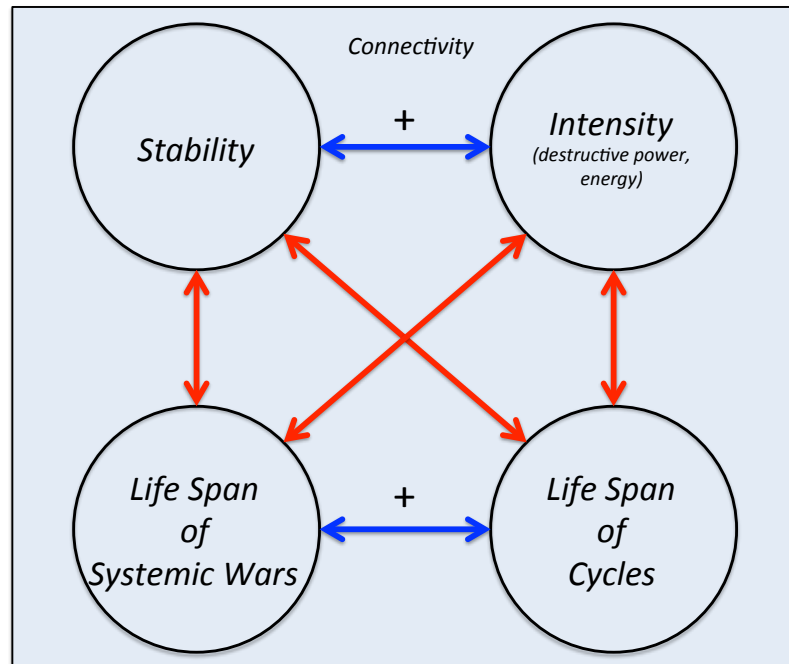 Connectivity
Stability
+
Intensity
(destructive power,
energy)
Life Span
of
Systemic Wars
+
Life Span
of
Cycles